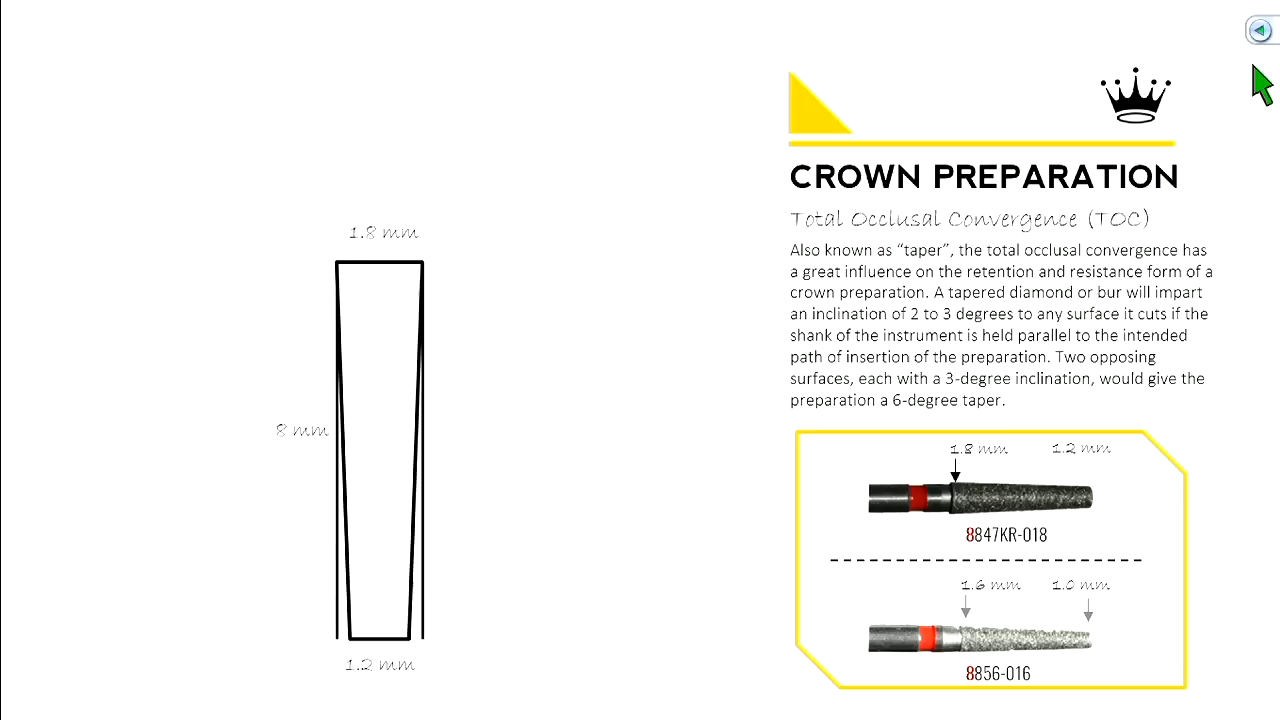 1.8 mm
8 mm
1.2 mm
CROWN PREPARATION
Total Occlusal Convergence (TOC)
Also known as “taper”, the total occlusal convergence has
a great influence on the retention and resistance form of a
crown preparation. A tapered diamond or bur will impart
an inclination of 2 to 3 degrees to any surface it cuts if the
shank of the instrument is held parallel to the intended
path of insertion of the preparation. Two opposing
surfaces, each with a 3-degree inclination, would give the
preparation a 6-degree taper.
1.8 mm 1.2 mm
8847KR-018
1.6 mm 1.0 mm
8856-016